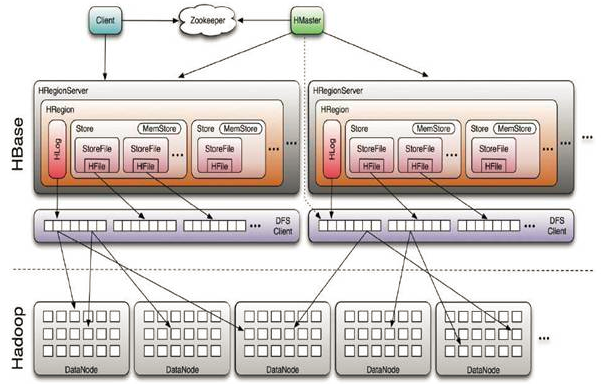 Client
Zookeeper
HMaster
HBase
HRegionServer
HRegionServer
HRegion
HRegion
HLog
Store
MemStore
Store
MemStore
HLog
Store
MemStore
Store
MemStore
StoreFile
StoreFile
...
StoreFile
...
...
StoreFile
StoreFile
...
StoreFile
...
...
...
HFile
HFile
HFile
HFile
HFile
HFile
...
DFS
Client
...
DFS
Client
Hadoop
...
DataNode
DataNode
DataNode
DataNode
DataNode